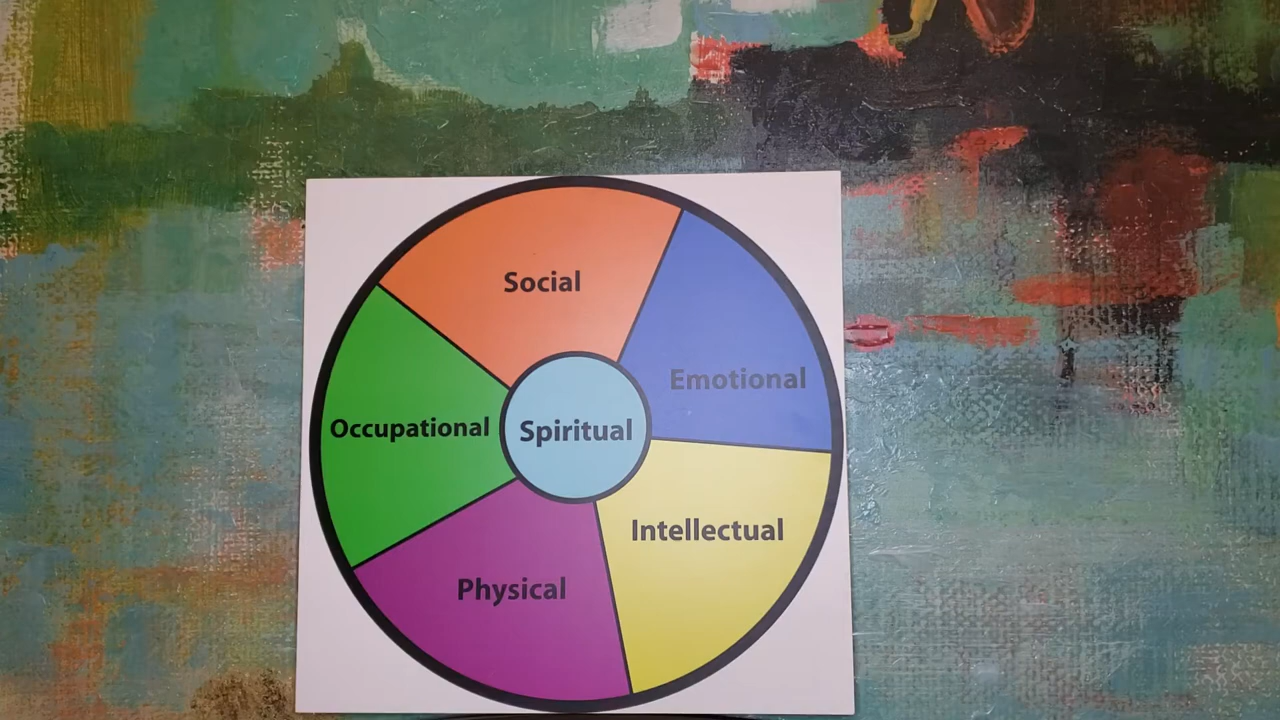 Social
Emotional
Occupational
Spiritual
Intellectual
Physical